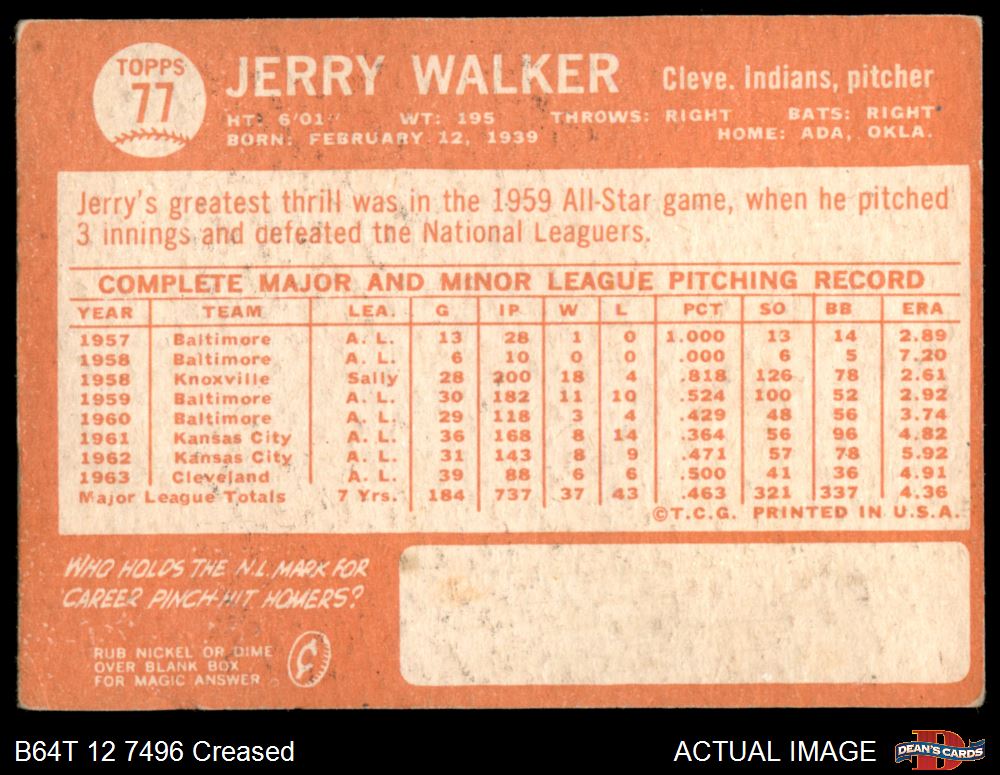 TOPPS
77
JERRY WALKER Cleve. Indians, pitcher
HT: 6'01" WT: 195 THROWS: RIGHT BATS: RIGHT
BORN: FEBRUARY 12, 1939 HOME: ADA, OKLA.
Jerry's greatest thrill was in the 1959 All-Star game, when he pitched
3 innings and defeated the National Leaguers.
COMPLETE MAJOR AND MINOR LEAGUE PITCHING RECORD
YEAR TEAM LEA. G IP W L PCT SO BB ERA
1957 Baltimore A. L. 13 28 1 0 1.000 13 14 2.89
1958 Baltimore A. L. 6 10 0 0 .000 6 5 7.20
1958 Knoxville Sally 28 200 18 4 .818 126 78 2.61
1959 Baltimore A. L. 30 182 11 10 .524 100 52 2.92
1960 Baltimore A. L. 29 118 3 4 .429 48 56 3.74
1961 Kansas City A. L. 36 168 8 14 .364 56 96 4.82
1962 Kansas City A. L. 31 143 8 9 .471 57 78 5.92
1963 Cleveland A. L. 39 88 6 6 .500 41 36 4.91
Major League Totals 7 Yrs. 184 737 37 43 .463 321 337 4.36
©T.C.G. PRINTED IN U.S.A.
WHO HOLDS THE N.L. MARK FOR
CAREER PINCH-HIT HOMERS?
RUB NICKEL OR DIME
OVER BLANK BOX
FOR MAGIC ANSWER
B64T 12 7496 Creased ACTUAL IMAGE DEAN'S CARDS